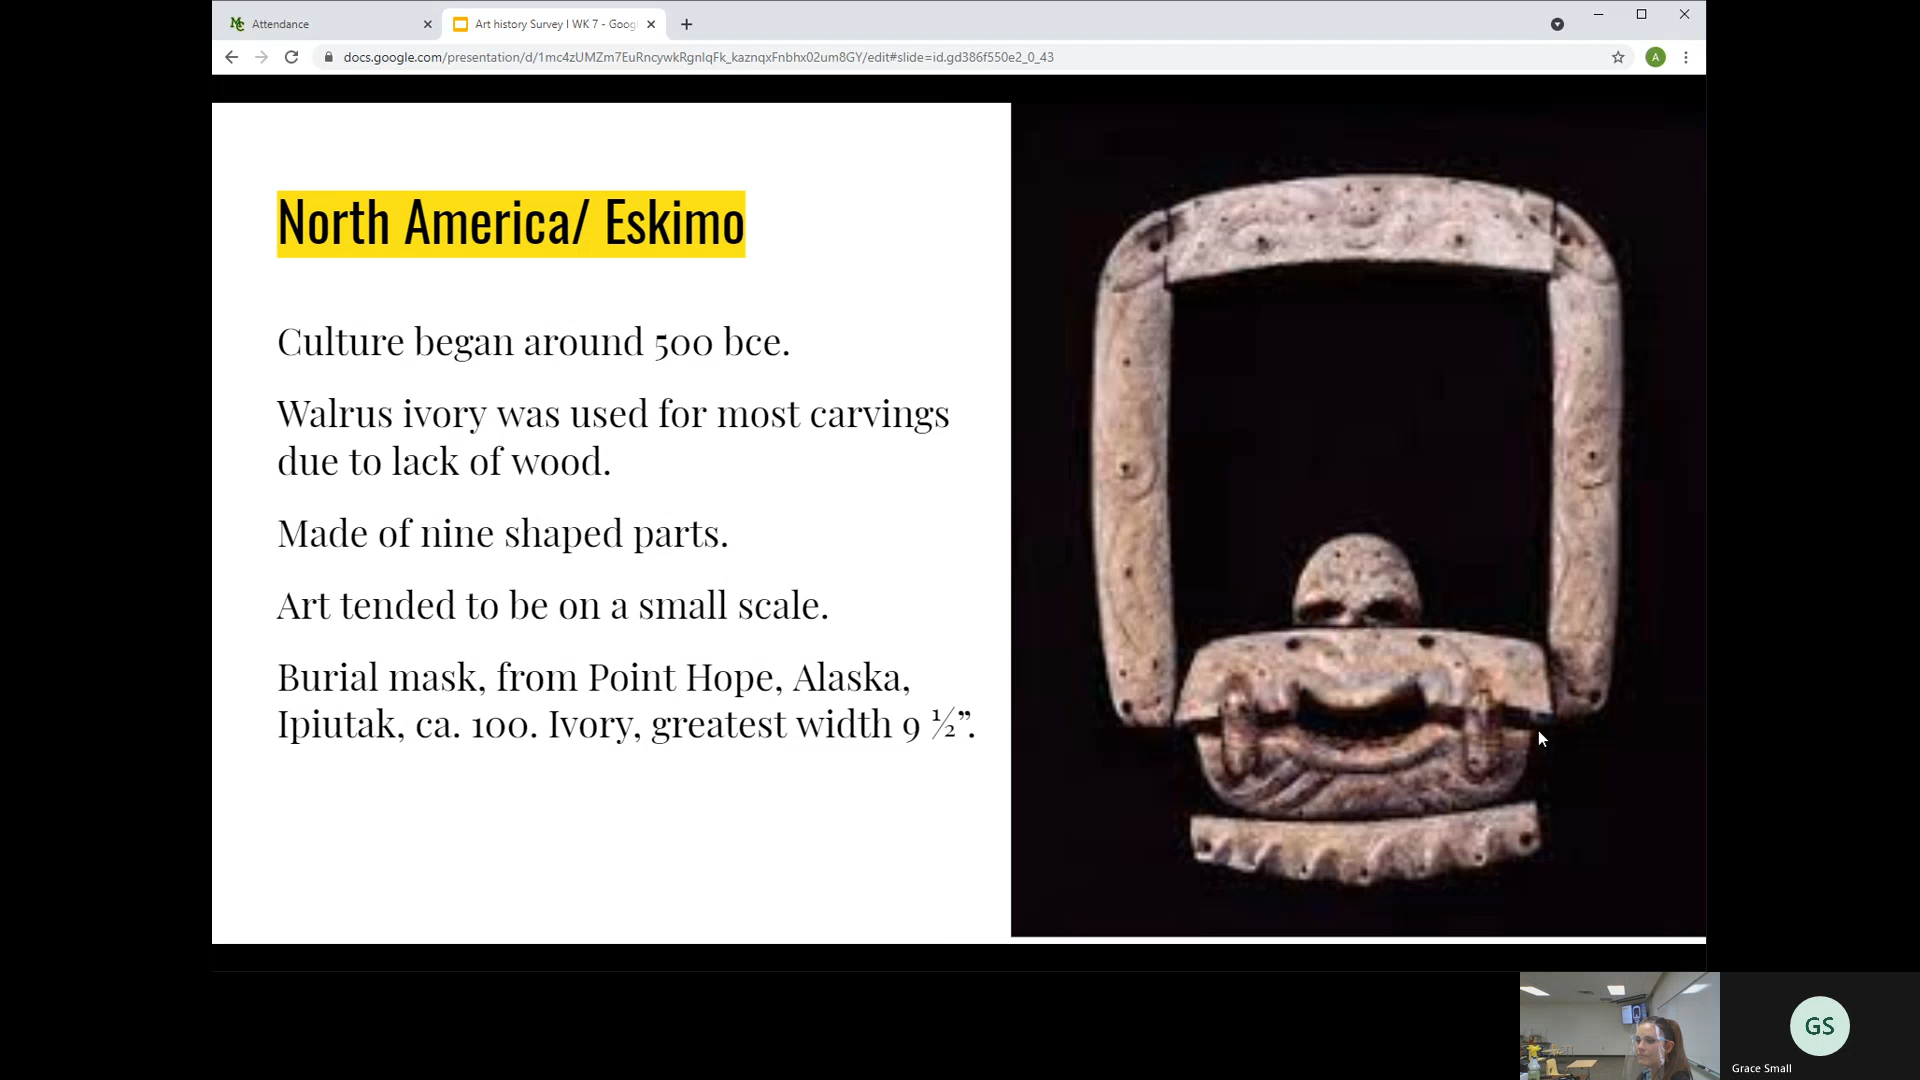 Attendance
Art history Survey I WK 7 - Goog
docs.google.com/presentation/d/1mc4zUMZm7EuRncywkRgnIqFk_kaznqxFnbhx02um8GY/edit#slide=id.gd386f550e2_0_43
A
North America/ Eskimo
Culture began around 500 bce.
Walrus ivory was used for most carvings
due to lack of wood.
Made of nine shaped parts.
Art tended to be on a small scale.
Burial mask, from Point Hope, Alaska,
Ipiutak, ca. 100. Ivory, greatest width 9 ½”.
GS
Grace Small